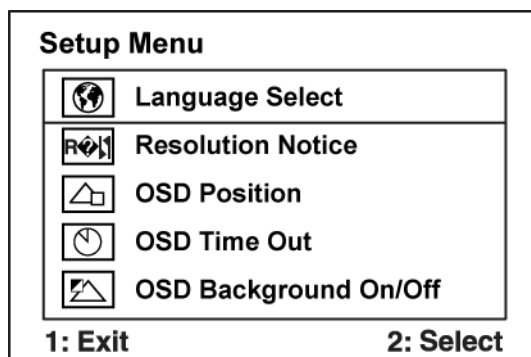 Setup Menu
Language Select
Resolution Notice
OSD Position
OSD Time Out
OSD Background On/Off
1: Exit 2: Select